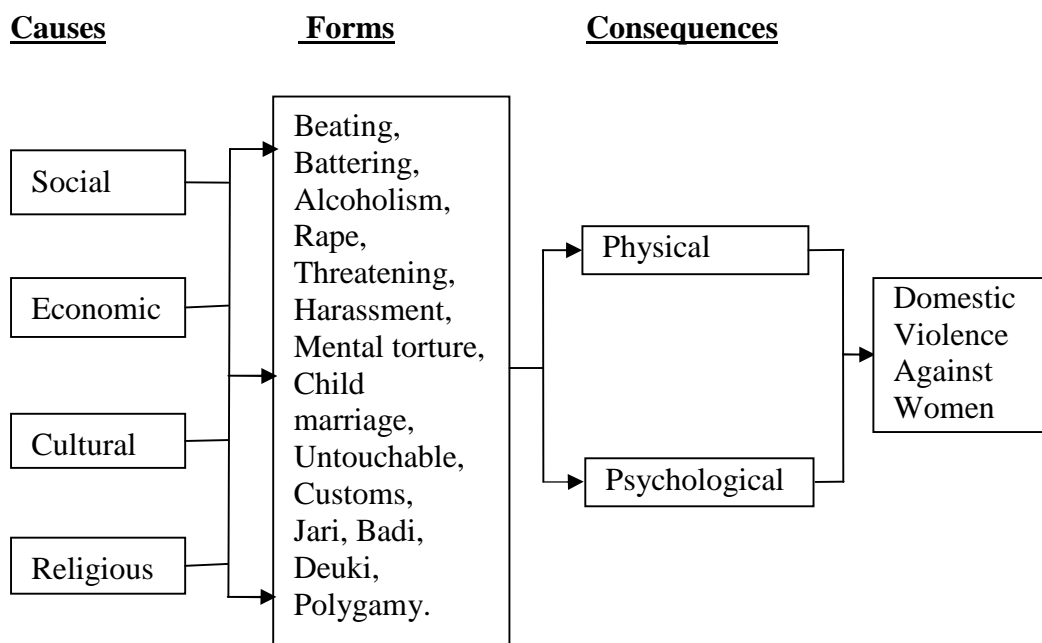 Causes
Forms
Consequences
Social
Economic
Cultural
Religious
Beating,
Battering,
Alcoholism,
Rape,
Threatening,
Harassment,
Mental torture,
Child
marriage,
Untouchable,
Customs,
Jari, Badi,
Deuki,
Polygamy.
Physical
Psychological
Domestic
Violence
Against
Women